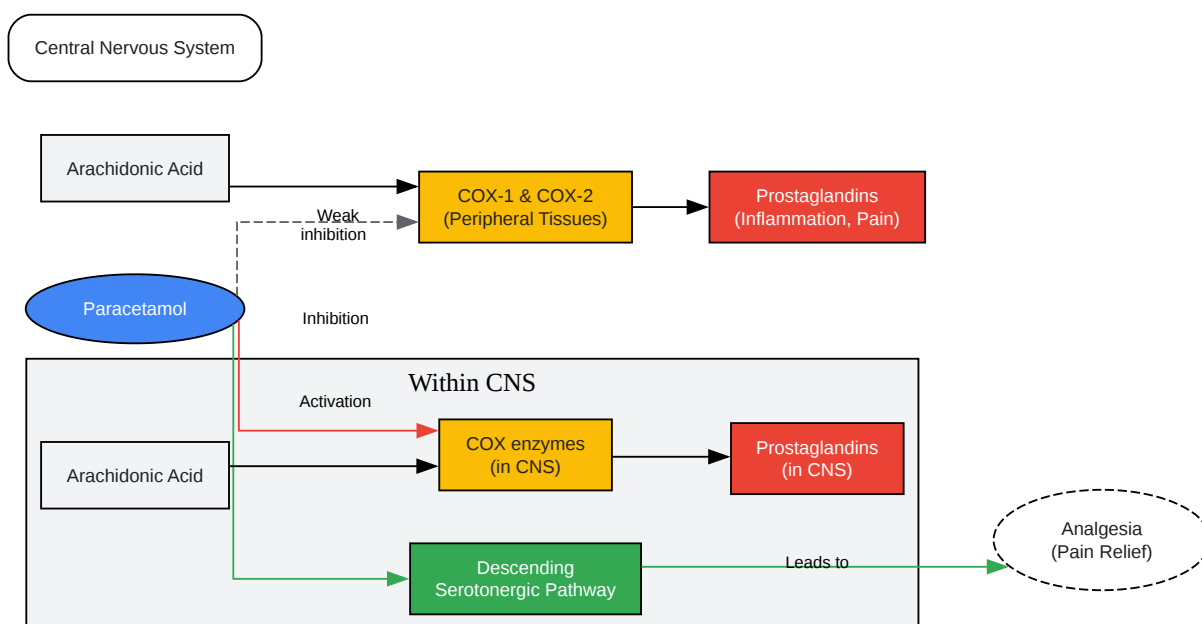 Central Nervous System
Arachidonic Acid
COX-1 & COX-2
(Peripheral Tissues)
Prostaglandins
(Inflammation, Pain)
Weak
inhibition
Paracetamol
Inhibition
Within CNS
Activation
COX enzymes
(in CNS)
Prostaglandins
(in CNS)
Arachidonic Acid
Analgesia
(Pain Relief)
Descending
Serotonergic Pathway
Leads to